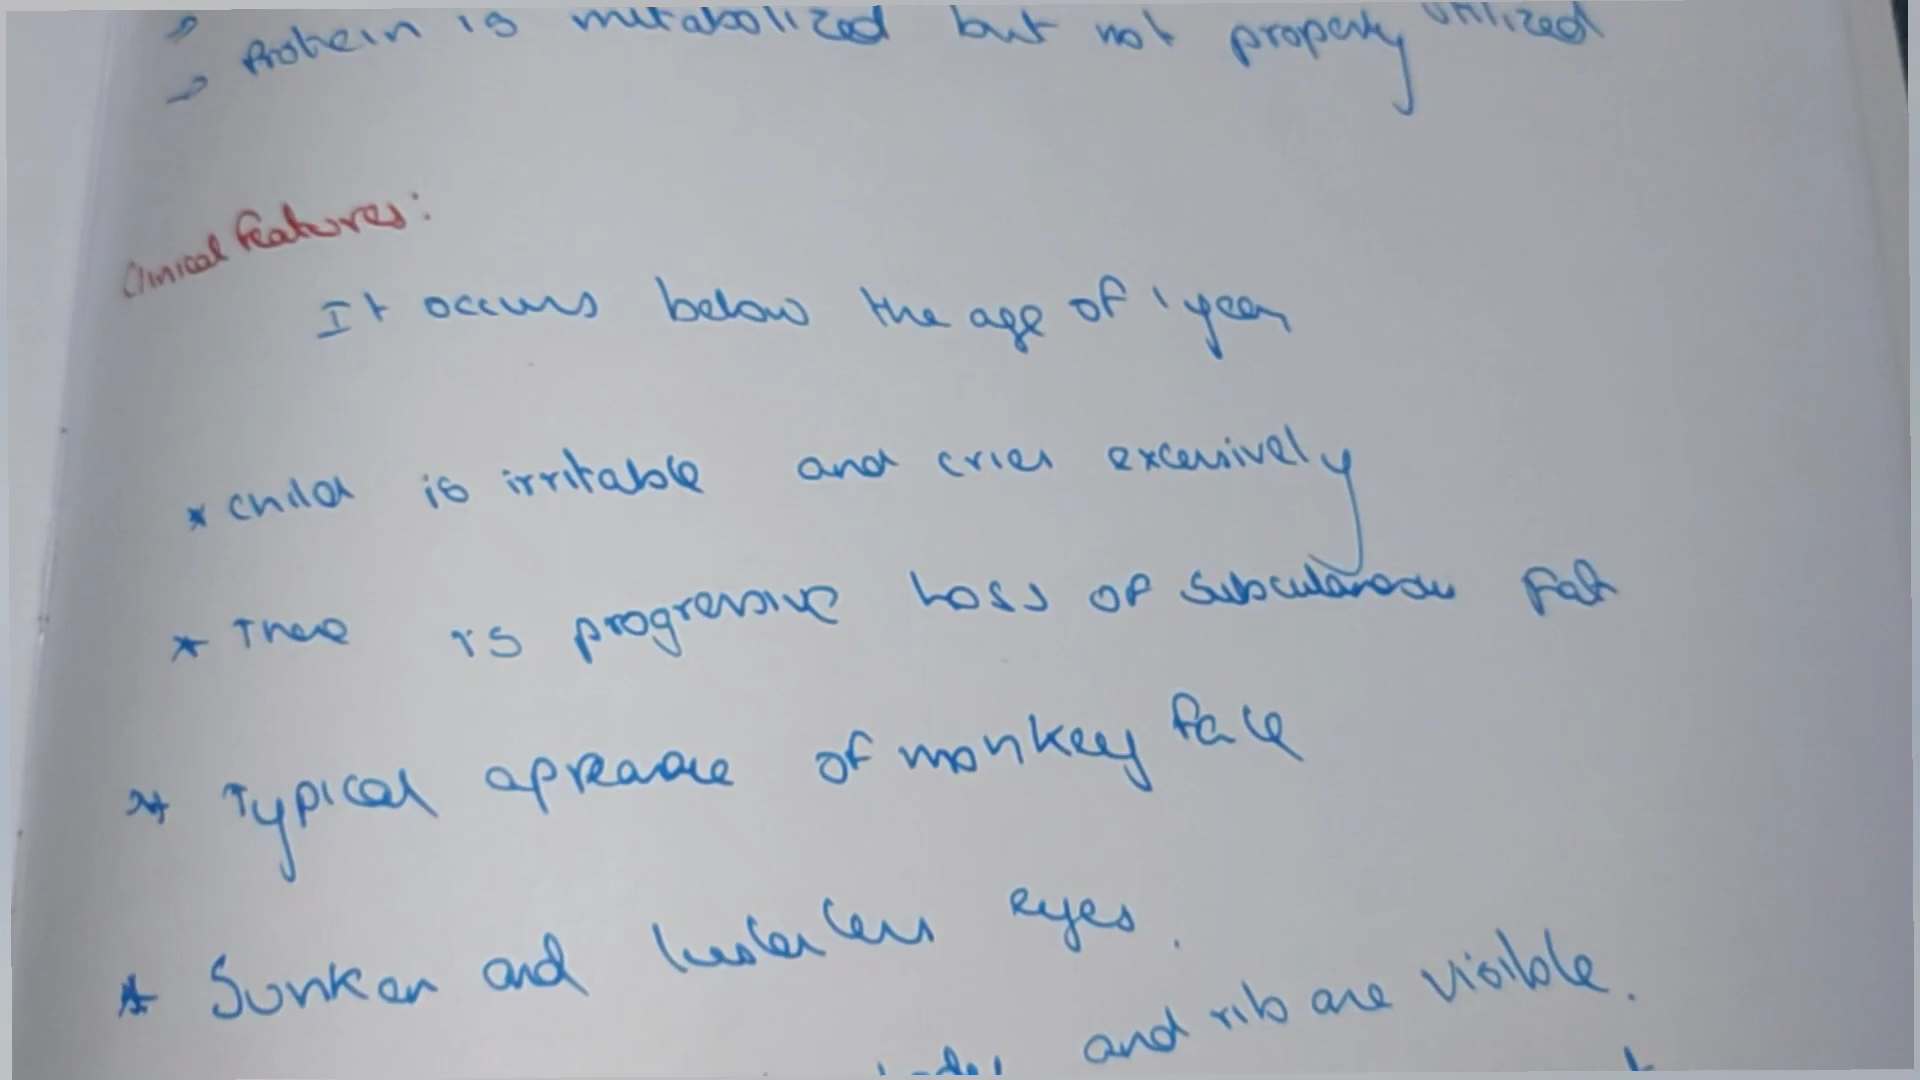 Protein is metabolized but not properly utilized
Clinical Features:
It occurs below the age of 1 year
* child is irritable and cries excessively
* There is progressive loss of subcutaneous fat
* Typical of monkey face
* Sunken and lusterless eyes.
and rib are visible.